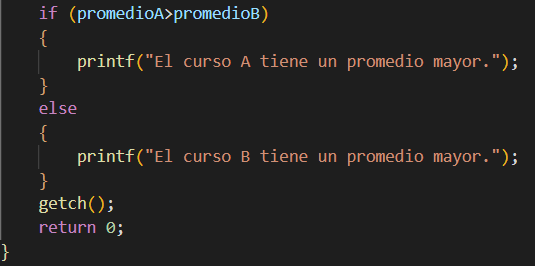 if (promedioA>promedioB)
{
printf("El curso A tiene un promedio mayor.");
}
else
{
printf("El curso B tiene un promedio mayor.");
}
getch();
return 0;
}